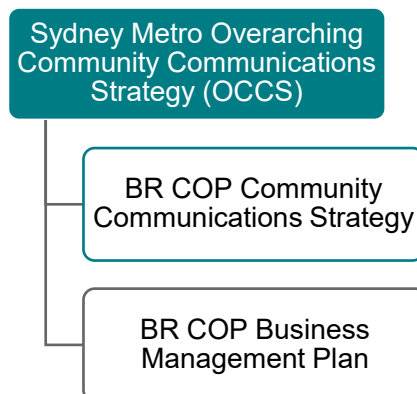 Sydney Metro Overarching
Community Communications
Strategy (OCCS)
BR COP Community
Communications Strategy
BR COP Business
Management Plan